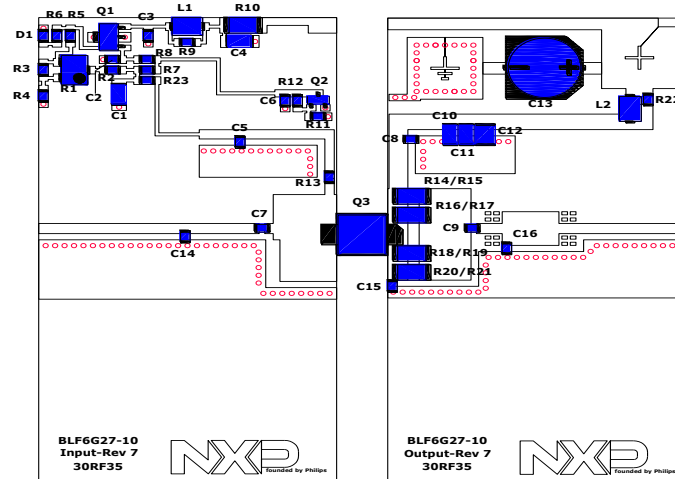 R6 R5
Q1
C3
L1
R10
D1
R9
C4
R8
R3
R1
R2
R7
R23
R4
C2
C1
R12
Q2
C6
R11
C5
R13
C7
C14
Q3
C13
L2
R22
C10
C12
C8
C11
R14/R15
R16/R17
C9
C16
R18/R19
R20/R21
C15
BLF6G27-10
Input-Rev 7
30RF35
NXP
founded by Philips
BLF6G27-10
Output-Rev 7
30RF35
NXP
founded by Philips